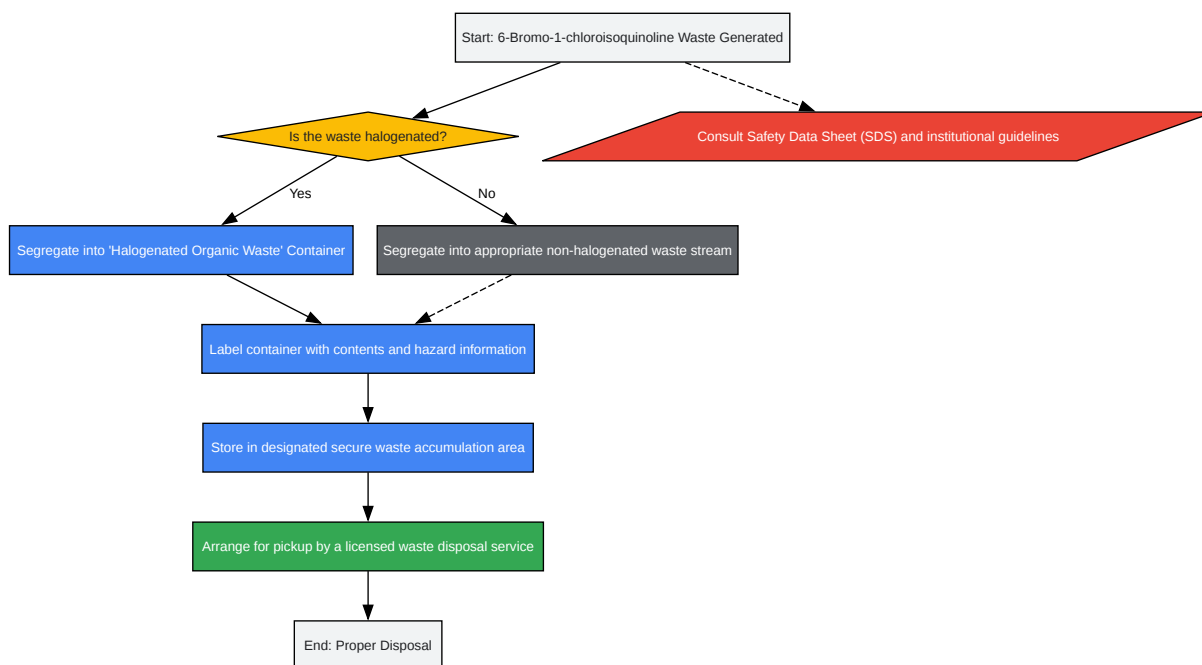 Start: 6-Bromo-1-chloroisoquinoline Waste Generated
Is the waste halogenated?
Consult Safety Data Sheet (SDS) and institutional guidelines
Yes
No
Segregate into 'Halogenated Organic Waste' Container
Segregate into appropriate non-halogenated waste stream
Label container with contents and hazard information
Store in designated secure waste accumulation area
Arrange for pickup by a licensed waste disposal service
End: Proper Disposal